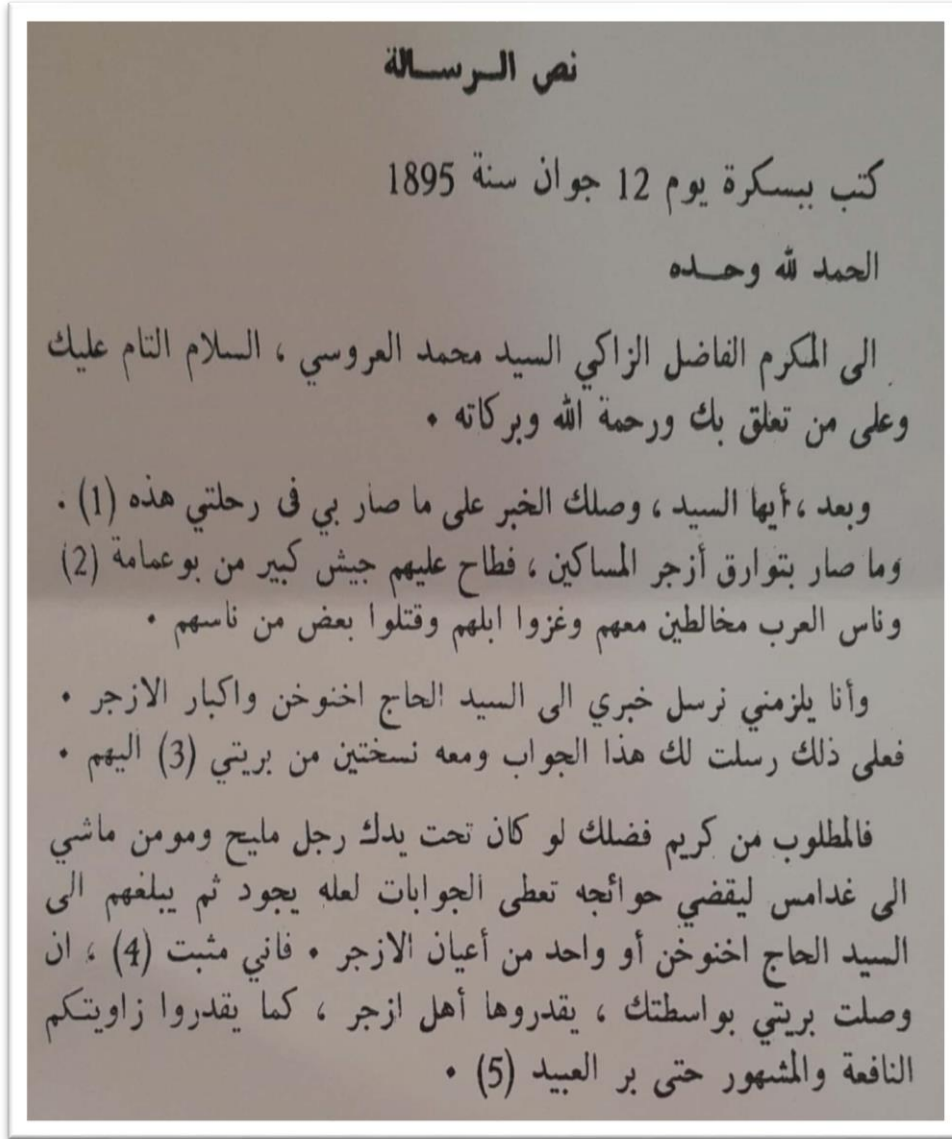 نص الرسالة
كتب ببسكرة يوم 12 جوان سنة 1895
الحمد لله وحده
الى المكرم الفاضل الزاكي السيد محمد العروسي ، السلام التام عليك
وعلى من تعلق بك ورحمة الله وبركاته •
وبعد ، أيها السيد ، وصلك الخبر على ما صار بي فى رحلتي هذه (1) .
وما صار بتوارق أزجر المساكين ، فطاح عليهم جيش كبير من بوعمامة (2)
وناس العرب مخالطين معهم وغزوا ابلهم وقتلوا بعض من ناسهم •
وأنا يلزمني نرسل خبري الى السيد الحاج اخنوخن واكبار الازجر •
فعلى ذلك رسلت لك هذا الجواب ومعه نسختين من بريتي (3) اليهم •
فالمطلوب من كريم فضلك لو كان تحت يدك رجل مليح ومومن ماشي
الى غدامس ليقضي حوائجه تعطى الجوابات لعله يجود ثم يبلغهم الى
السيد الحاج اخنوخن أو واحد من أعيان الازجر • فاني مثبت (4) ، ان
وصلت بريتي بواسطتك ، يقدروها أهل ازجر ، كما يقدروا زاويتكم
النافعة والمشهور حتى بر العبيد (5) •